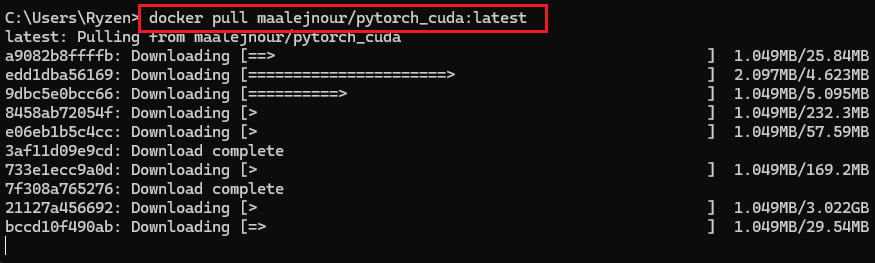 C:\Users\Ryzen> docker pull maalejnour/pytorch_cuda:latest
latest: Pulling from maalejnour/pytorch_cuda
a9082b8ffffb: Downloading [==>                                                ]  1.049MB/25.84MB
edd1dba56169: Downloading [======================>                            ]  2.097MB/4.623MB
9dbc5e0bcc66: Downloading [==========>                                        ]  1.049MB/5.095MB
8458ab72054f: Downloading [>                                                  ]  1.049MB/232.3MB
e06eb1b5c4cc: Downloading [>                                                  ]  1.049MB/57.59MB
3af11d09e9cd: Download complete
733e1ecc9a0d: Downloading [>                                                  ]  1.049MB/169.2MB
7f308a765276: Download complete
21127a456692: Downloading [>                                                  ]  1.049MB/3.022GB
bccd10f490ab: Downloading [=>                                                 ]  1.049MB/29.54MB